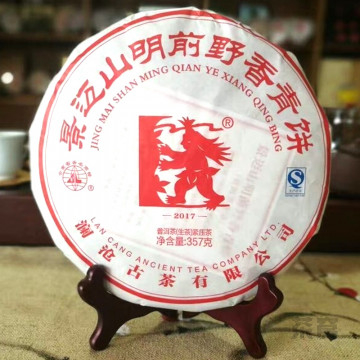 景迈山明前野香青饼
JING MAI SHAN MING QIAN YE XIANG QING BING
®
2017
普洱茶(生茶)紧压茶
净含量:357克
LAN CANG ANCIENT TEA COMPANY LTD
澜沧古茶有限公司